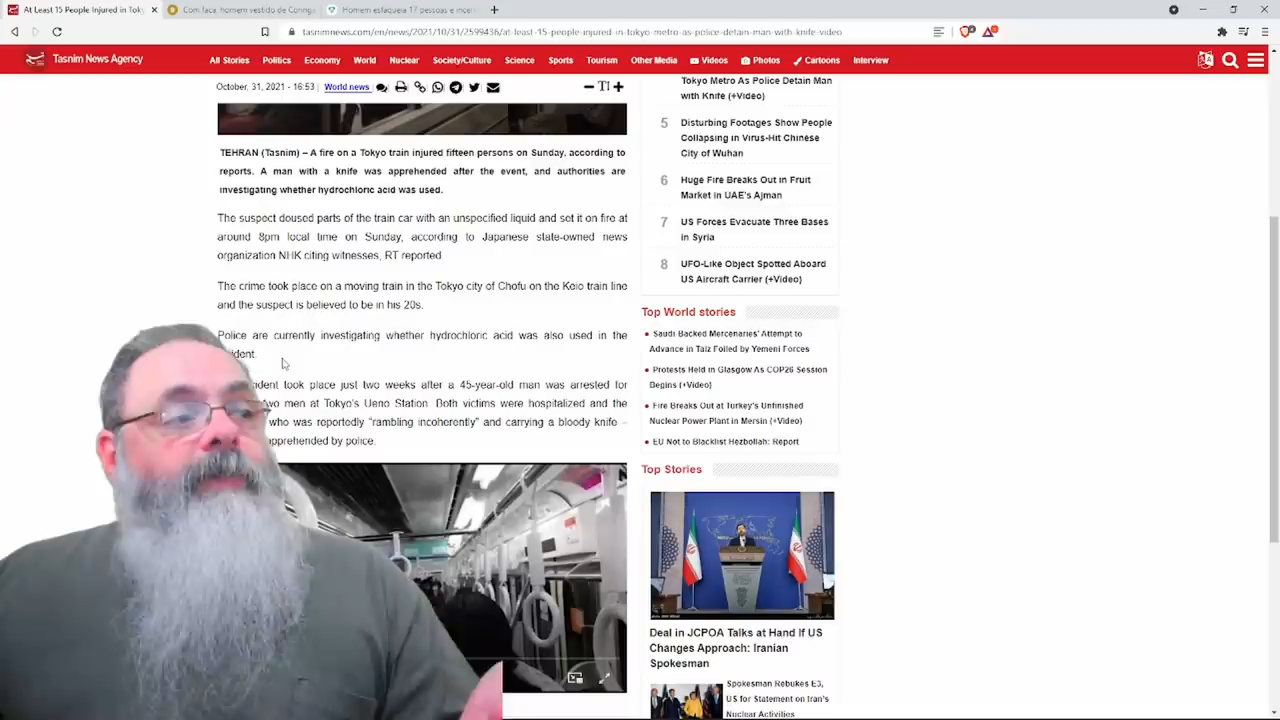 At Least 15 People Injured in Tok
Com faca, homem vestido de Coring
Homem esfaqueia 17 pessoas e ince
tasnimnews.com/en/news/2021/10/31/2599436/at-least-15-people-injured-in-tokyo-metro-as-police-detain-man-with-knife-video
Tasnim News Agency
All Stories Politics Economy World Nuclear Society/Culture Science Sports Tourism Other Media Videos Photos Cartoons Interview
October, 31, 2021 - 16:53 World news
TEHRAN (Tasnim) – A fire on a Tokyo train injured fifteen persons on Sunday, according to
reports. A man with a knife was apprehended after the event, and authorities are
investigating whether hydrochloric acid was used.
The suspect doused parts of the train car with an unspecified liquid and set it on fire at
around 8pm local time on Sunday, according to Japanese state-owned news
organization NHK citing witnesses, RT reported.
The crime took place on a moving train in the Tokyo city of Chofu on the Keio train line
and the suspect is believed to be in his 20s.
Police are currently investigating whether hydrochloric acid was also used in the
ident.
dent took place just two weeks after a 45-year-old man was arrested for
wo men at Tokyo's Ueno Station. Both victims were hospitalized and the
who was reportedly “rambling incoherently” and carrying a bloody knife –
apprehended by police.
Tokyo Metro As Police Detain Man
with Knife (+Video)
5 Disturbing Footages Show People
Collapsing in Virus-Hit Chinese
City of Wuhan
6 Huge Fire Breaks Out in Fruit
Market in UAE's Ajman
7 US Forces Evacuate Three Bases
in Syria
8 UFO-Like Object Spotted Aboard
US Aircraft Carrier (+Video)
Top World stories
Saudi-Backed Mercenaries' Attempt to
Advance in Taiz Foiled by Yemeni Forces
Protests Held in Glasgow As COP26 Session
Begins (+Video)
Fire Breaks Out at Turkey's Unfinished
Nuclear Power Plant in Mersin (+Video)
EU Not to Blacklist Hezbollah: Report
Top Stories
Deal in JCPOA Talks at Hand If US
Changes Approach: Iranian
Spokesman
Spokesman Rebukes E3,
US for Statement on Iran's
Nuclear Activities